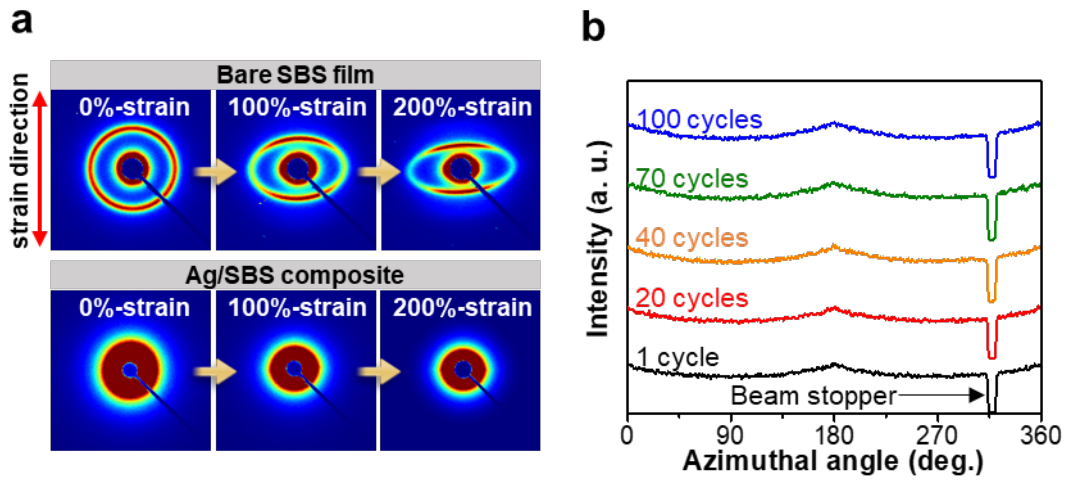 a
Bare SBS film
0%-strain
100%-strain
200%-strain
strain direction
Ag/SBS composite
0%-strain
100%-strain
200%-strain
b
100 cycles
70 cycles
40 cycles
20 cycles
1 cycle
Beam stopper
Intensity (a. u.)
0
90
180
270
360
Azimuthal angle (deg.)